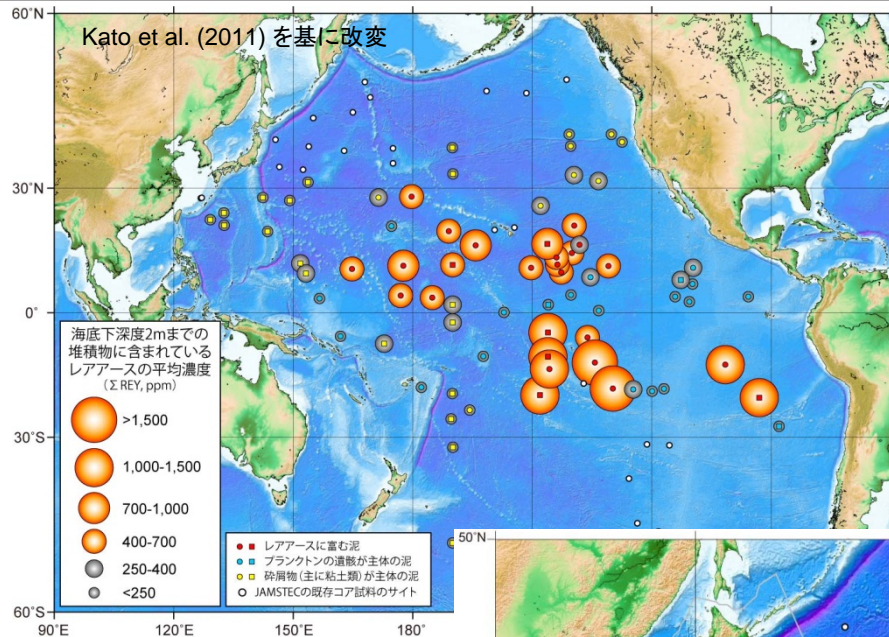 60°N
Kato et al. (2011) を基に改変
30°N
0°
海底下深度2mまでの
堆積物に含まれている
レアアースの平均濃度
(Σ REY, ppm)
>1,500
1,000-1,500
700-1,000
400-700
250-400
<250
30°S
レアアースに富む泥
プランクトンの遺骸が主体の泥
砕屑物(主に粘土類)が主体の泥
JAMSTECの既存コア試料のサイト
50°N
60°S
90°E
120°E
150°E
180°